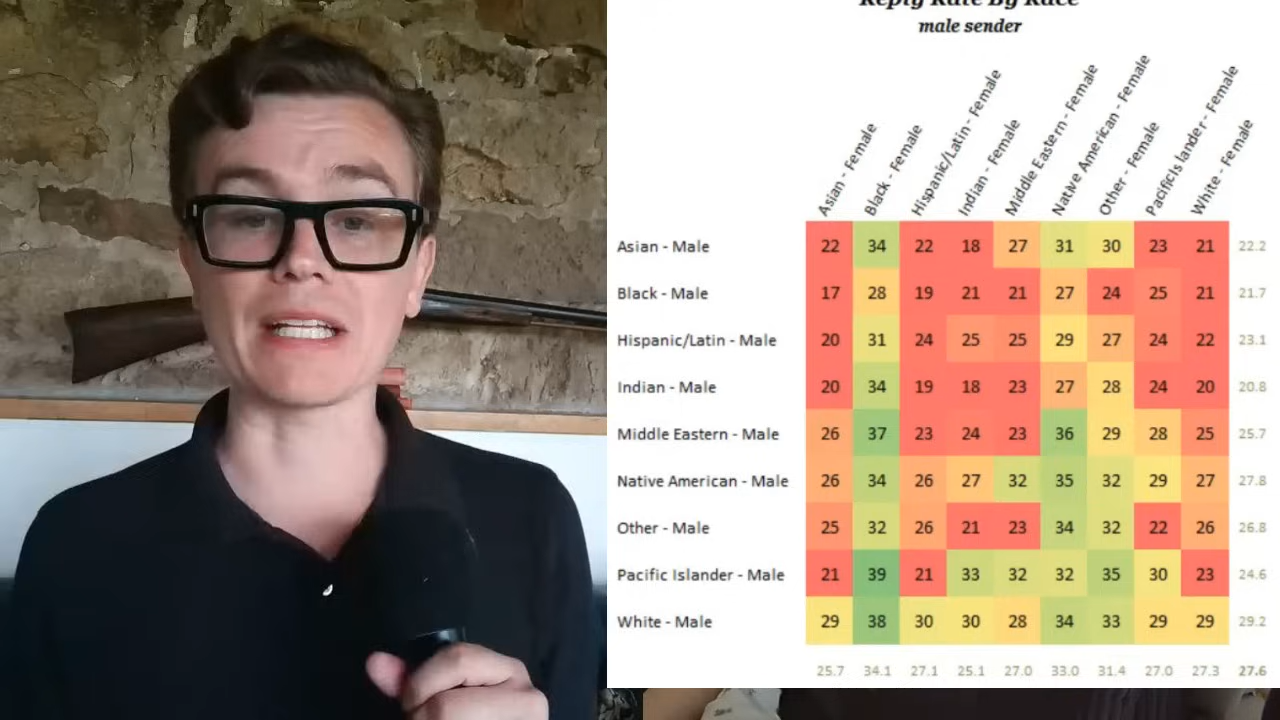 Reply Rate By Race
male sender
Asian - Female
Black - Female
Hispanic/Latin - Female
Indian - Female
Middle Eastern - Female
Native American - Female
Other - Female
PacificIslander - Female
White - Female
Asian - Male 22 34 22 18 27 31 30 23 21 22.2
Black - Male 17 28 19 21 21 27 24 25 21 21.7
Hispanic/Latin - Male 20 31 24 25 25 29 27 24 22 23.1
Indian - Male 20 34 19 18 23 27 28 24 20 20.8
Middle Eastern - Male 26 37 23 24 23 36 29 28 25 25.7
Native American - Male 26 34 26 27 32 35 32 29 27 27.8
Other - Male 25 32 26 21 23 34 32 22 26 26.8
Pacific Islander - Male 21 39 21 33 32 32 35 30 23 24.6
White - Male 29 38 30 30 28 34 33 29 29 29.2
25.7 34.1 27.1 25.1 27.0 33.0 31.4 27.0 27.3 27.6